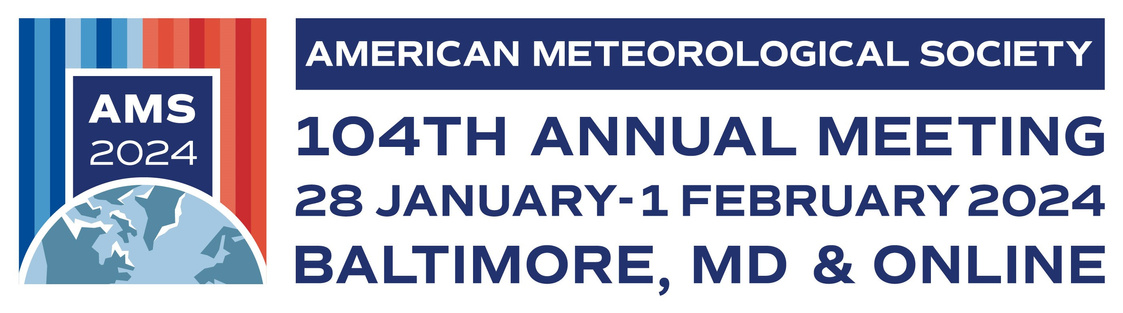 AMS
2024
AMERICAN METEOROLOGICAL SOCIETY
104TH ANNUAL MEETING
28 JANUARY-1 FEBRUARY 2024
BALTIMORE, MD & ONLINE